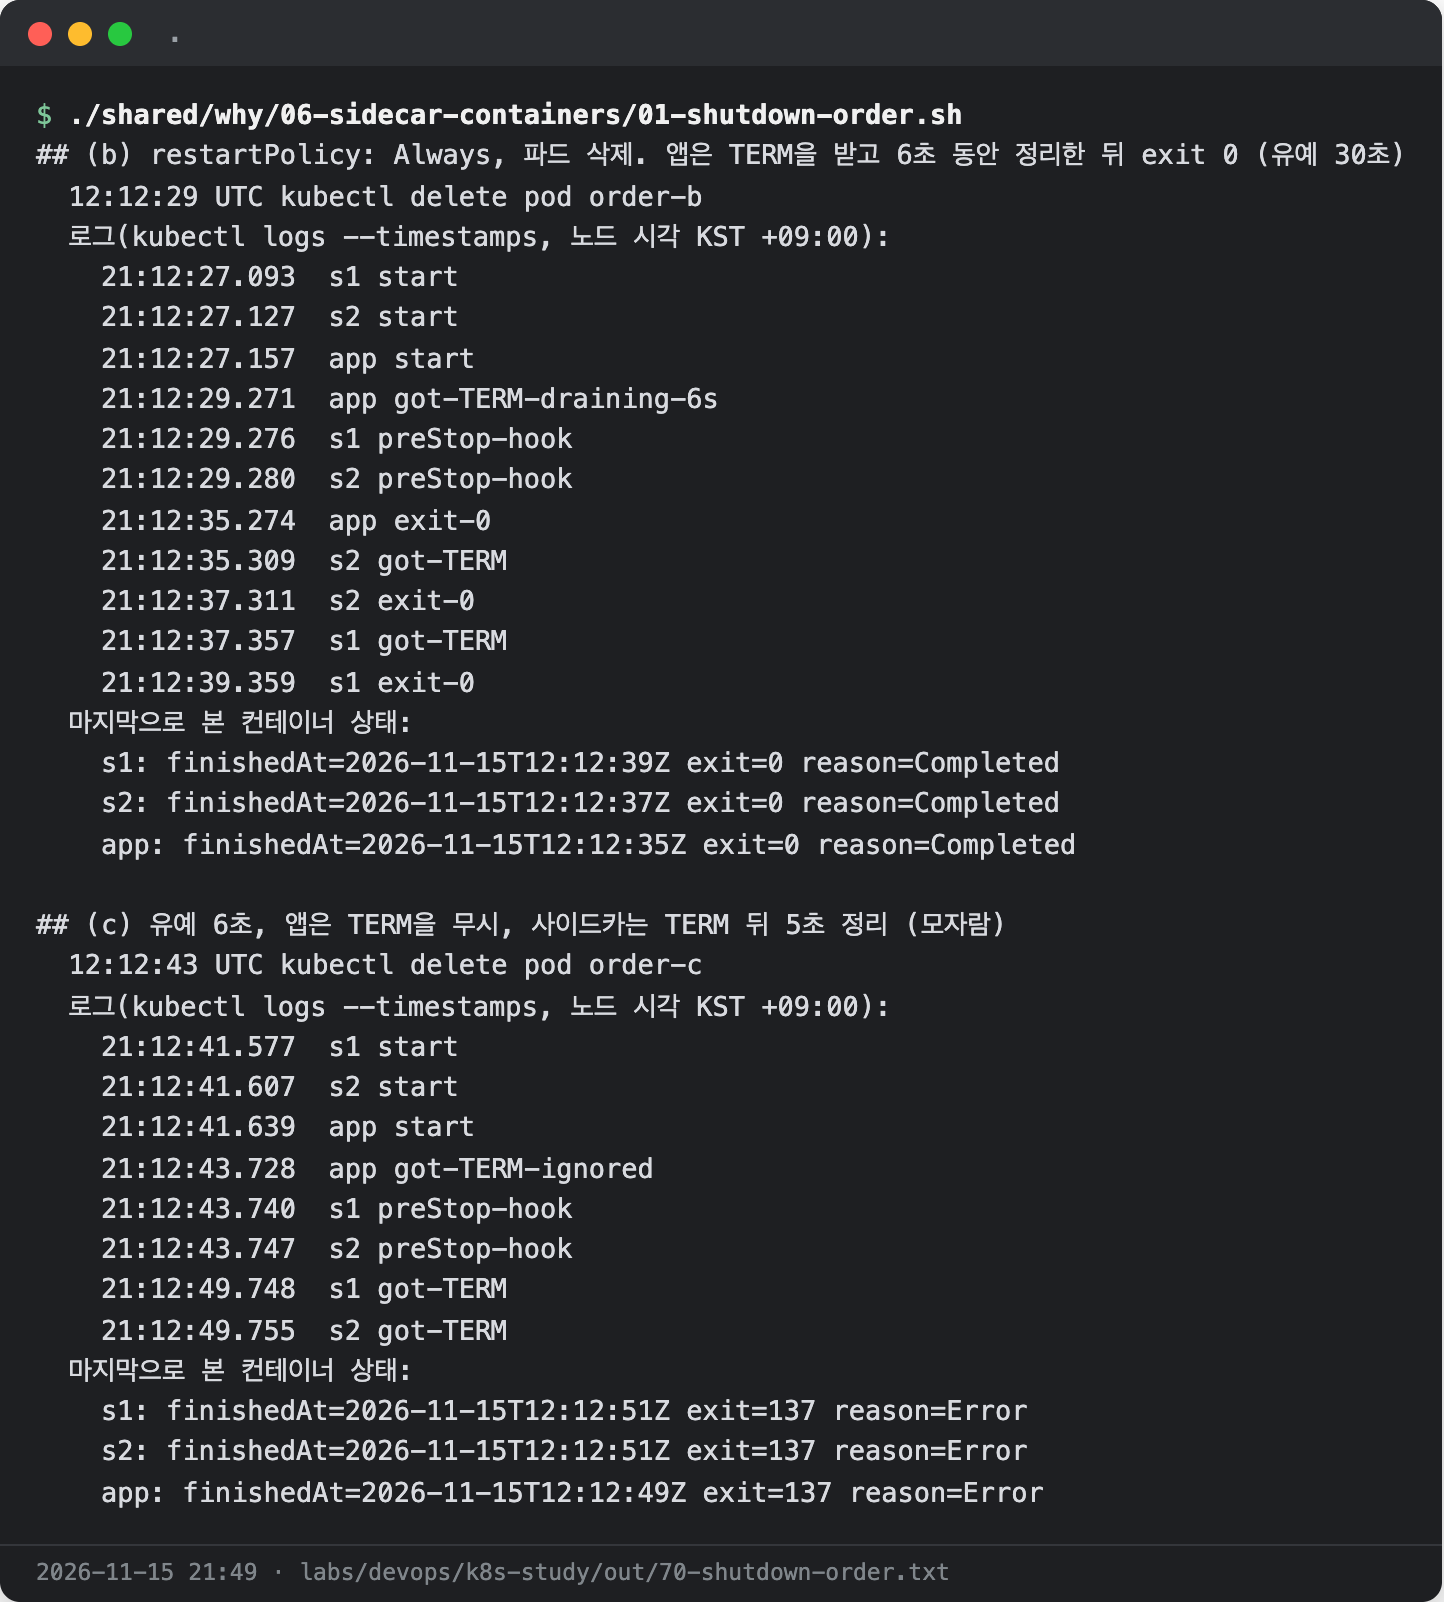 .
$ ./shared/why/06-sidecar-containers/01-shutdown-order.sh
## (b) restartPolicy: Always, 파드 삭제. 앱은 TERM을 받고 6초 동안 정리한 뒤 exit 0 (유예 30초)
12:12:29 UTC kubectl delete pod order-b
로그(kubectl logs --timestamps, 노드 시각 KST +09:00):
21:12:27.093 s1 start
21:12:27.127 s2 start
21:12:27.157 app start
21:12:29.271 app got-TERM-draining-6s
21:12:29.276 s1 preStop-hook
21:12:29.280 s2 preStop-hook
21:12:35.274 app exit-0
21:12:35.309 s2 got-TERM
21:12:37.311 s2 exit-0
21:12:37.357 s1 got-TERM
21:12:39.359 s1 exit-0
마지막으로 본 컨테이너 상태:
s1: finishedAt=2026-11-15T12:12:39Z exit=0 reason=Completed
s2: finishedAt=2026-11-15T12:12:37Z exit=0 reason=Completed
app: finishedAt=2026-11-15T12:12:35Z exit=0 reason=Completed
## (c) 유예 6초, 앱은 TERM을 무시, 사이드카는 TERM 뒤 5초 정리 (모자람)
12:12:43 UTC kubectl delete pod order-c
로그(kubectl logs --timestamps, 노드 시각 KST +09:00):
21:12:41.577 s1 start
21:12:41.607 s2 start
21:12:41.639 app start
21:12:43.728 app got-TERM-ignored
21:12:43.740 s1 preStop-hook
21:12:43.747 s2 preStop-hook
21:12:49.748 s1 got-TERM
21:12:49.755 s2 got-TERM
마지막으로 본 컨테이너 상태:
s1: finishedAt=2026-11-15T12:12:51Z exit=137 reason=Error
s2: finishedAt=2026-11-15T12:12:51Z exit=137 reason=Error
app: finishedAt=2026-11-15T12:12:49Z exit=137 reason=Error
2026-11-15 21:49 · labs/devops/k8s-study/out/70-shutdown-order.txt